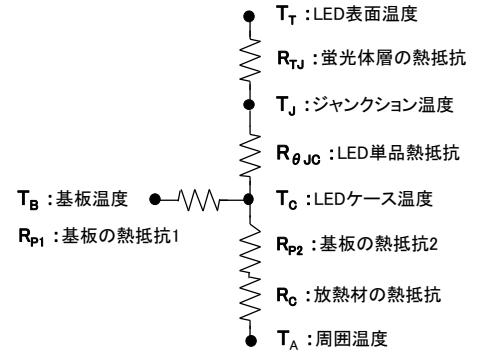 T_T：LED表面温度
R_TJ：蛍光体層の熱抵抗
T_J：ジャンクション温度
R_θJC：LED単品熱抵抗
T_B：基板温度
T_C：LEDケース温度
R_P1：基板の熱抵抗1
R_P2：基板の熱抵抗2
R_C：放熱材の熱抵抗
T_A：周囲温度